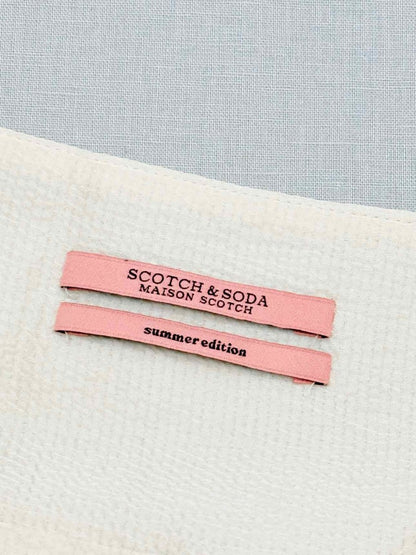 SCOTCH & SODA
MAISON SCOTCH
summer edition